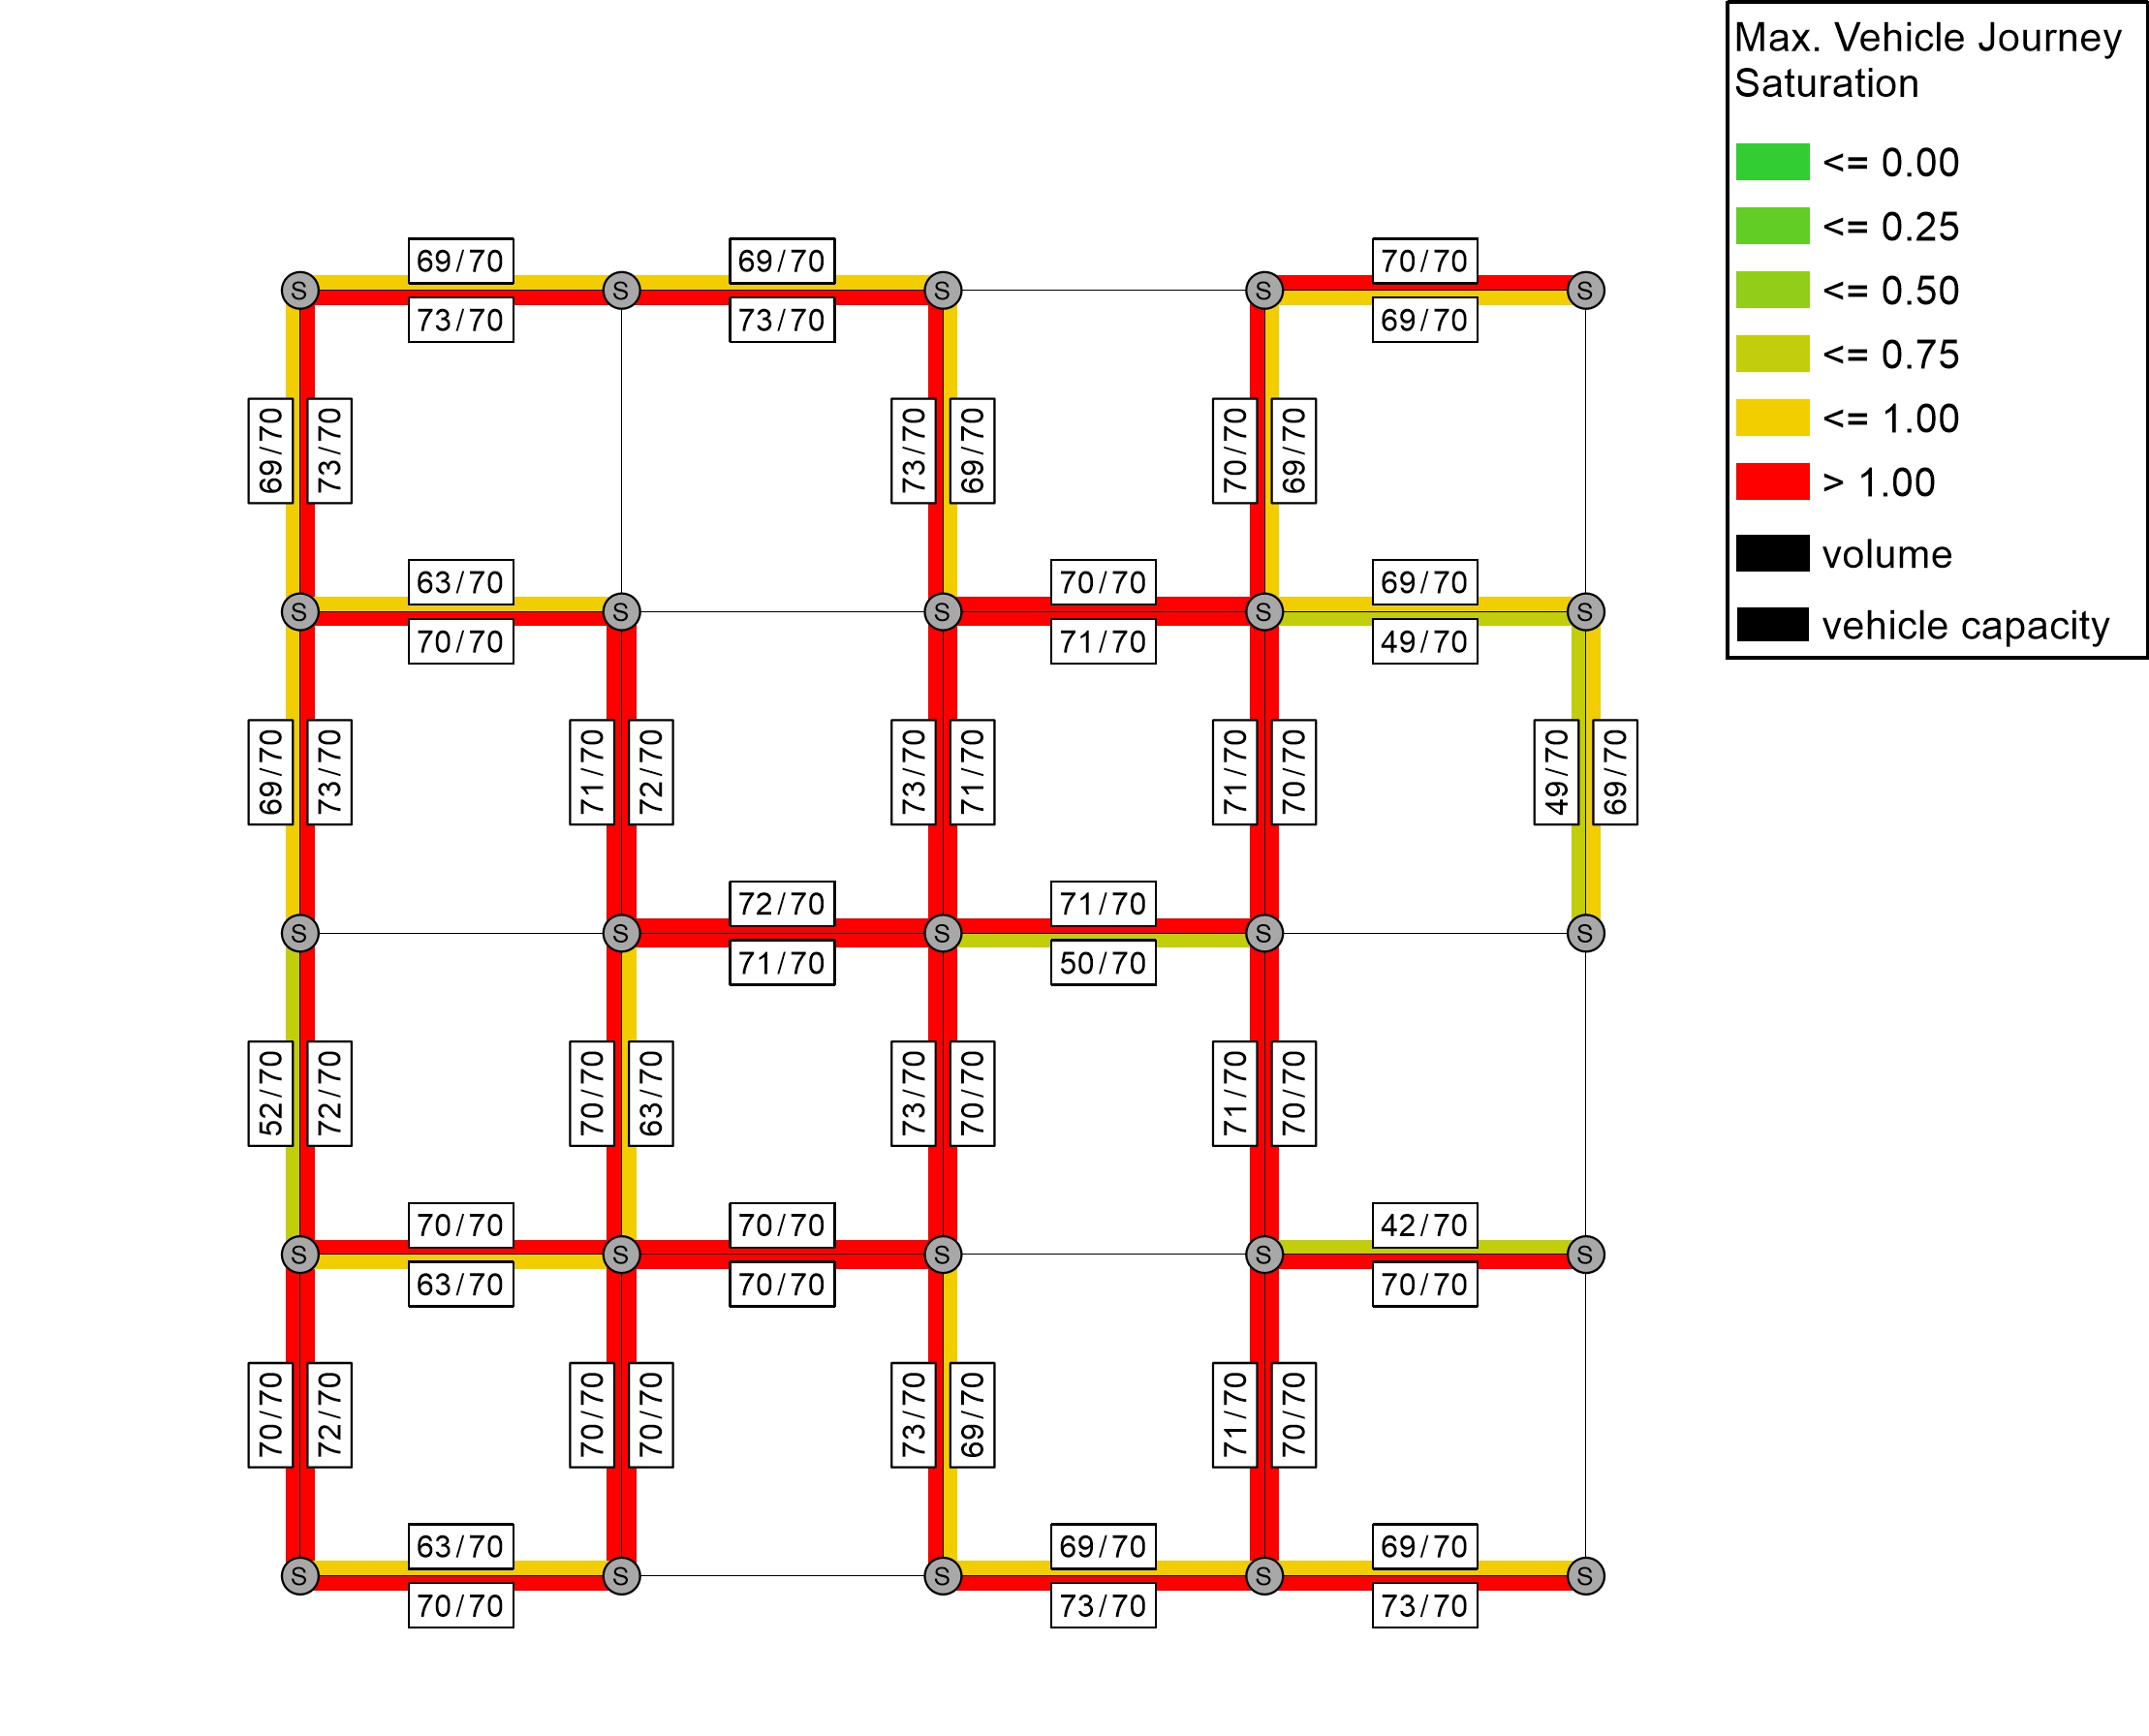 Max. Vehicle Journey
Saturation
<= 0.00
<= 0.25
<= 0.50
<= 0.75
<= 1.00
> 1.00
volume
vehicle capacity
69/70 69/70 70/70
S S S S S
73/70 73/70 69/70
69/70 73/70 73/70 69/70 70/70 69/70
63/70 70/70 69/70
S S S S S
70/70 71/70 49/70
69/70 73/70 71/70 72/70 73/70 71/70 71/70 70/70 49/70 69/70
72/70 71/70
S S S S S
71/70 50/70
52/70 72/70 70/70 63/70 73/70 70/70 71/70 70/70
70/70 70/70 42/70
S S S S S
63/70 70/70 70/70
70/70 72/70 70/70 70/70 73/70 69/70 71/70 70/70
63/70 69/70 69/70
S S S S S
70/70 73/70 73/70